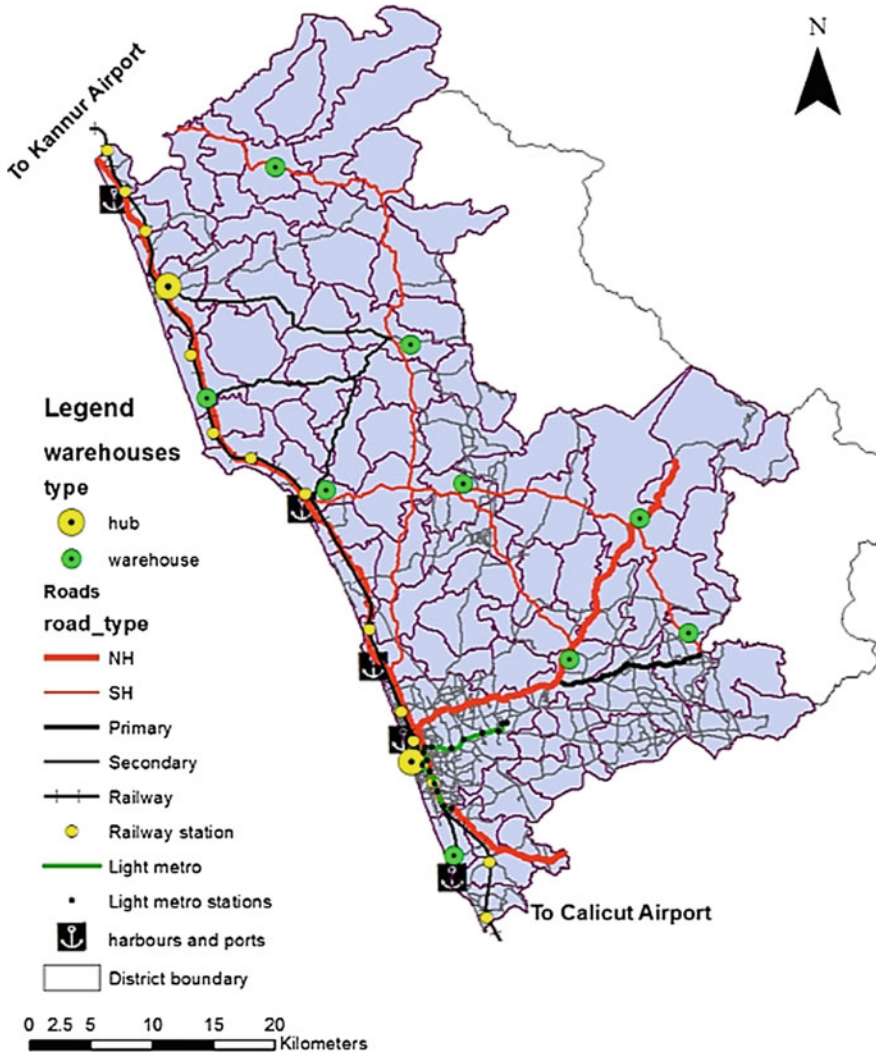 N
To Kannur Airport
Legend
warehouses
type
hub
warehouse
Roads
road_type
NH
SH
Primary
Secondary
Railway
Railway station
Light metro
Light metro stations
harbours and ports
District boundary
To Calicut Airport
0 2.5 5 10 15 20
Kilometers